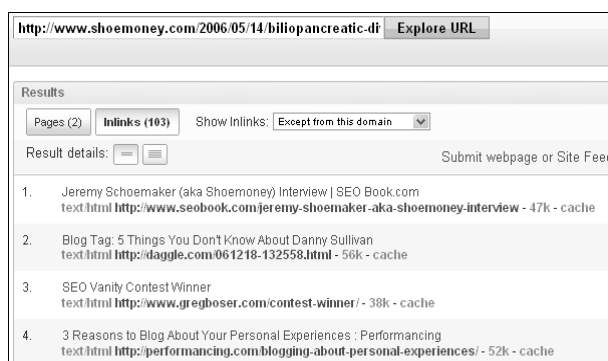 http://www.shoemoney.com/2006/05/14/biliopancreatic-di Explore URL
Results
Pages (2) Inlinks (103) Show Inlinks: Except from this domain
Result details: Submit webpage or Site Feed
1. Jeremy Schoemaker (aka Shoemoney) Interview | SEO Book.com
text/html http://www.seobook.com/jeremy-shoemaker-aka-shoemoney-interview - 47k - cache
2. Blog Tag: 5 Things You Don't Know About Danny Sullivan
text/html http://daggle.com/061218-132558.html - 56k - cache
3. SEO Vanity Contest Winner
text/html http://www.gregboser.com/contest-winner/ - 38k - cache
4. 3 Reasons to Blog About Your Personal Experiences : Performancing
text/html http://performancing.com/blogging-about-personal-experiences/ - 52k - cache